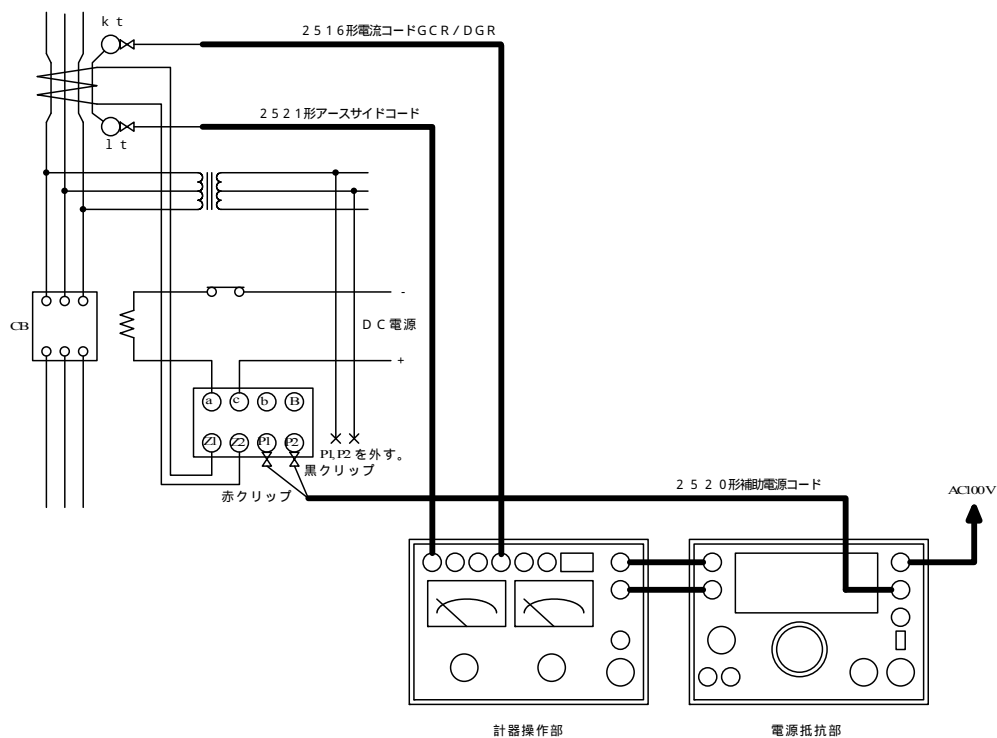 k t
2516形電流コードGCR/DGR
2521形アースサイドコード
l t
-
CB
DC電源
+
a c b B
Z1 Z2 P1 P2
P1,P2を外す。
黒クリップ
赤クリップ
2520形補助電源コード
AC100V
計器操作部
電源抵抗部